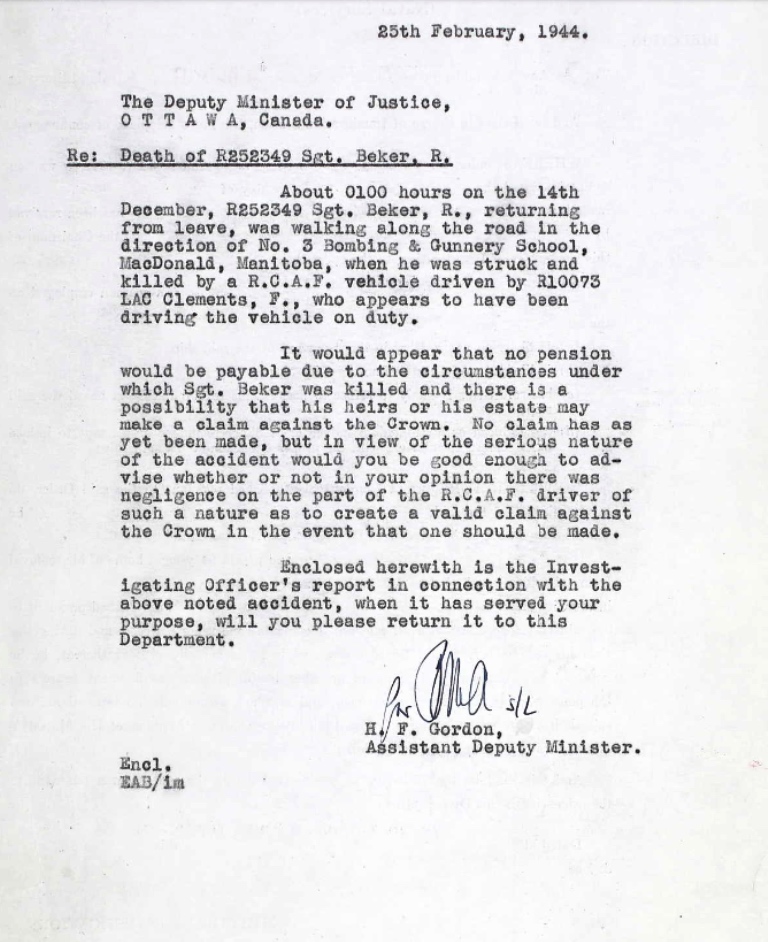 25th February, 1944.
The Deputy Minister of Justice,
O T T A W A, Canada.
Re: Death of R252349 Sgt. Beker, R.
About 0100 hours on the 14th
December, R252349 Sgt. Beker, R., returning
from leave, was walking along the road in the
direction of No. 3 Bombing & Gunnery School,
MacDonald, Manitoba, when he was struck and
killed by a R.C.A.F. vehicle driven by R10073
LAC Clements, F., who appears to have been
driving the vehicle on duty.
It would appear that no pension
would be payable due to the circumstances under
which Sgt. Beker was killed and there is a
possibility that his heirs or his estate may
make a claim against the Crown. No claim has as
yet been made, but in view of the serious nature
of the accident would you be good enough to ad-
vise whether or not in your opinion there was
negligence on the part of the R.C.A.F. driver of
such a nature as to create a valid claim against
the Crown in the event that one should be made.
Enclosed herewith is the Invest-
igating Officer's report in connection with the
above noted accident, when it has served your
purpose, will you please return it to this
Department.
for S/L
H. F. Gordon,
Assistant Deputy Minister.
Encl.
EAB/im